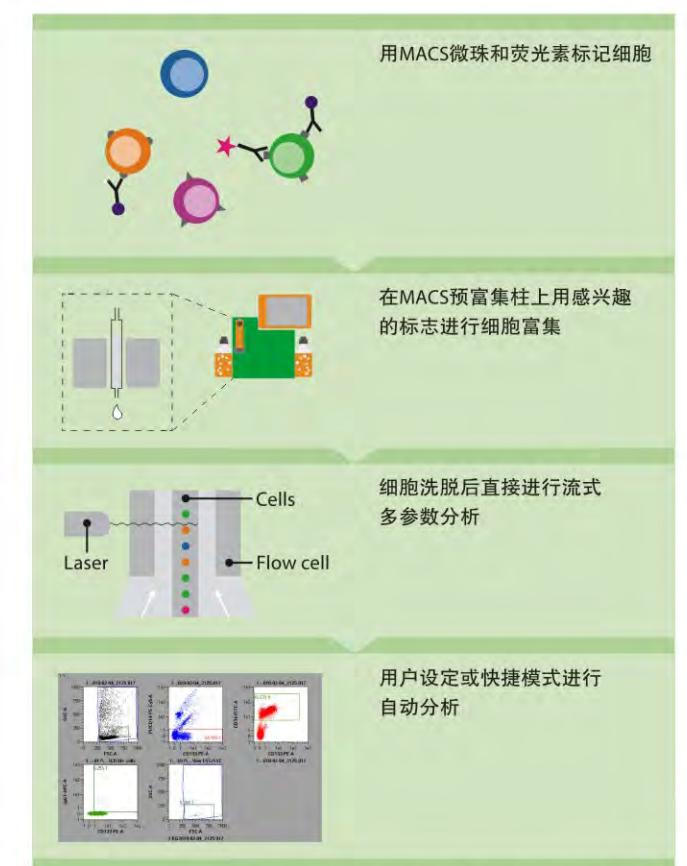 用MACS微珠和荧光素标记细胞
在MACS预富集柱上用感兴趣
的标志进行细胞富集
细胞洗脱后直接进行流式
多参数分析
Cells
Laser
Flow cell
用户设定或快捷模式进行
自动分析